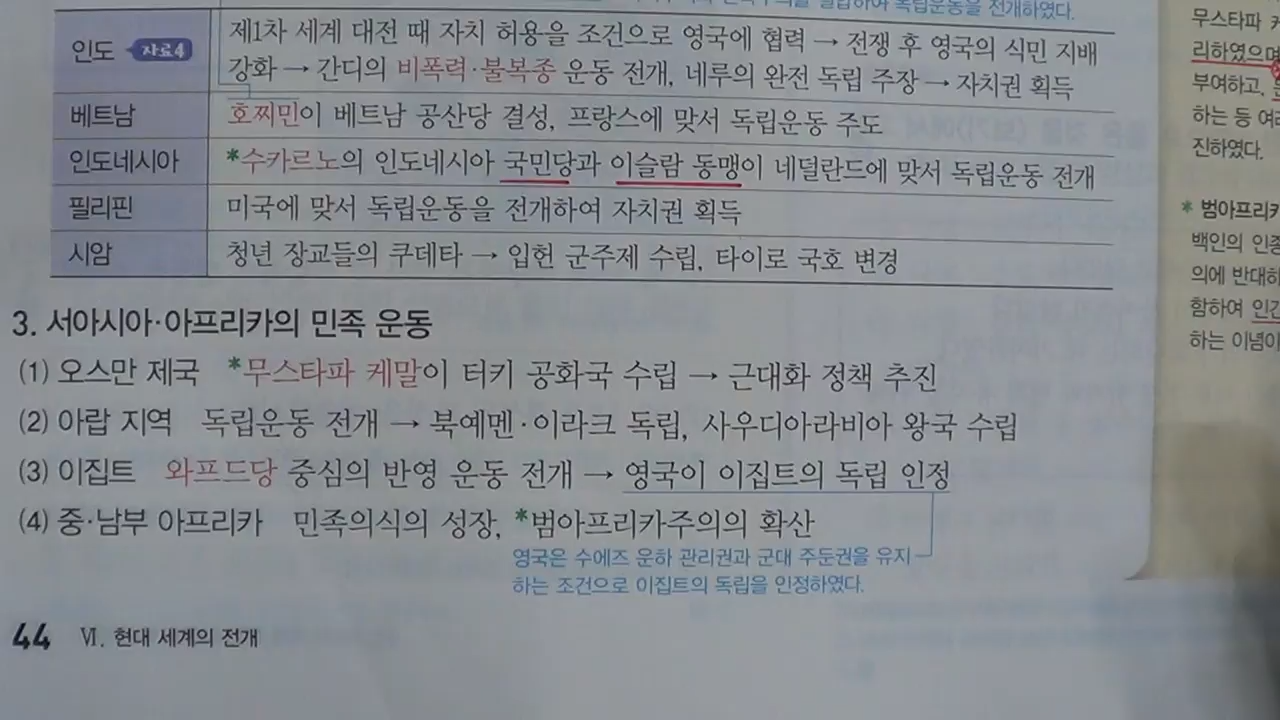 독립운동을 전개하였다.
인도 자료4 제1차 세계 대전 때 자치 허용을 조건으로 영국에 협력 → 전쟁 후 영국의 식민 지배
강화 → 간디의 비폭력·불복종 운동 전개, 네루의 완전 독립 주장 → 자치권 획득
베트남 호찌민이 베트남 공산당 결성, 프랑스에 맞서 독립운동 주도
인도네시아 *수카르노의 인도네시아 국민당과 이슬람 동맹이 네덜란드에 맞서 독립운동 전개
필리핀 미국에 맞서 독립운동을 전개하여 자치권 획득
시암 청년 장교들의 쿠데타 → 입헌 군주제 수립, 타이로 국호 변경
3. 서아시아·아프리카의 민족 운동
(1) 오스만 제국 *무스타파 케말이 터키 공화국 수립 → 근대화 정책 추진
(2) 아랍 지역 독립운동 전개 → 북예멘·이라크 독립, 사우디아라비아 왕국 수립
(3) 이집트 와프드당 중심의 반영 운동 전개 → 영국이 이집트의 독립 인정
(4) 중·남부 아프리카 민족의식의 성장, *범아프리카주의의 확산
영국은 수에즈 운하 관리권과 군대 주둔권을 유지
하는 조건으로 이집트의 독립을 인정하였다.
44 Ⅵ. 현대 세계의 전개
무스타파
리하였으며
부여하고,
하는 등
진하였다.
* 범아프리카
백인의
의에 반대하
함하여
하는 이념이